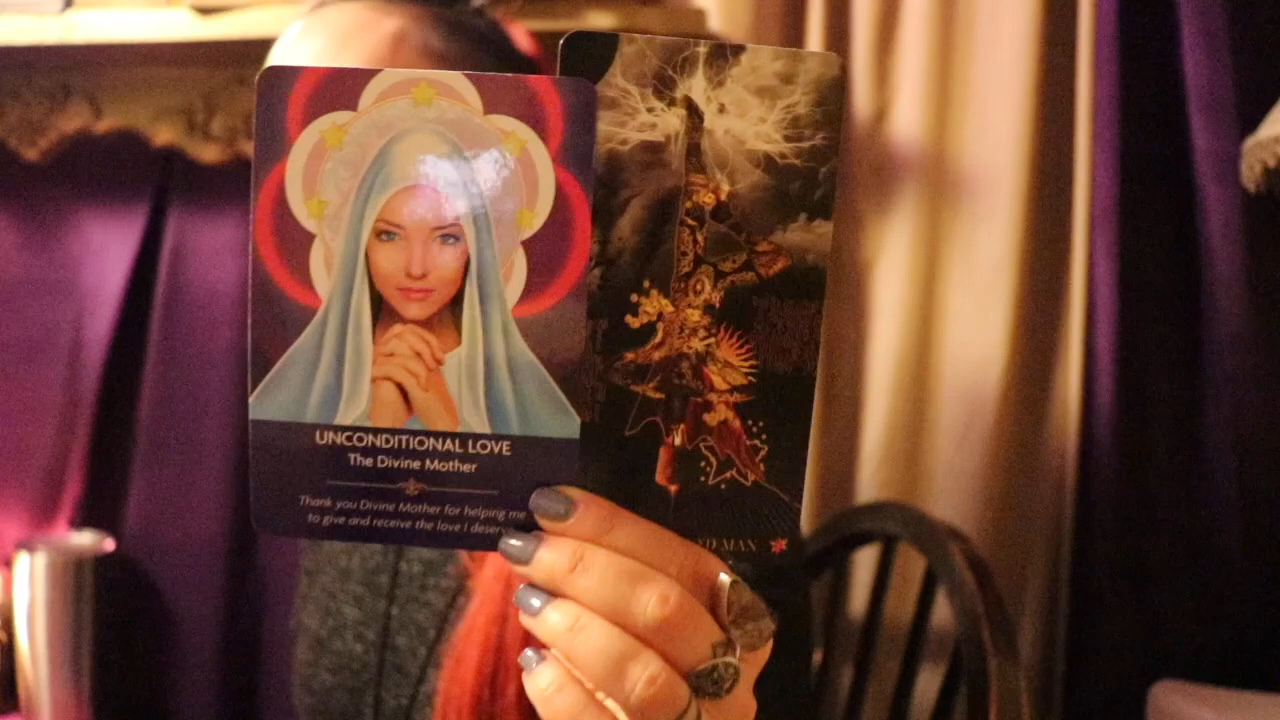 UNCONDITIONAL LOVE
The Divine Mother
Thank you Divine Mother for helping me
to give and receive the love I deserve
MAN